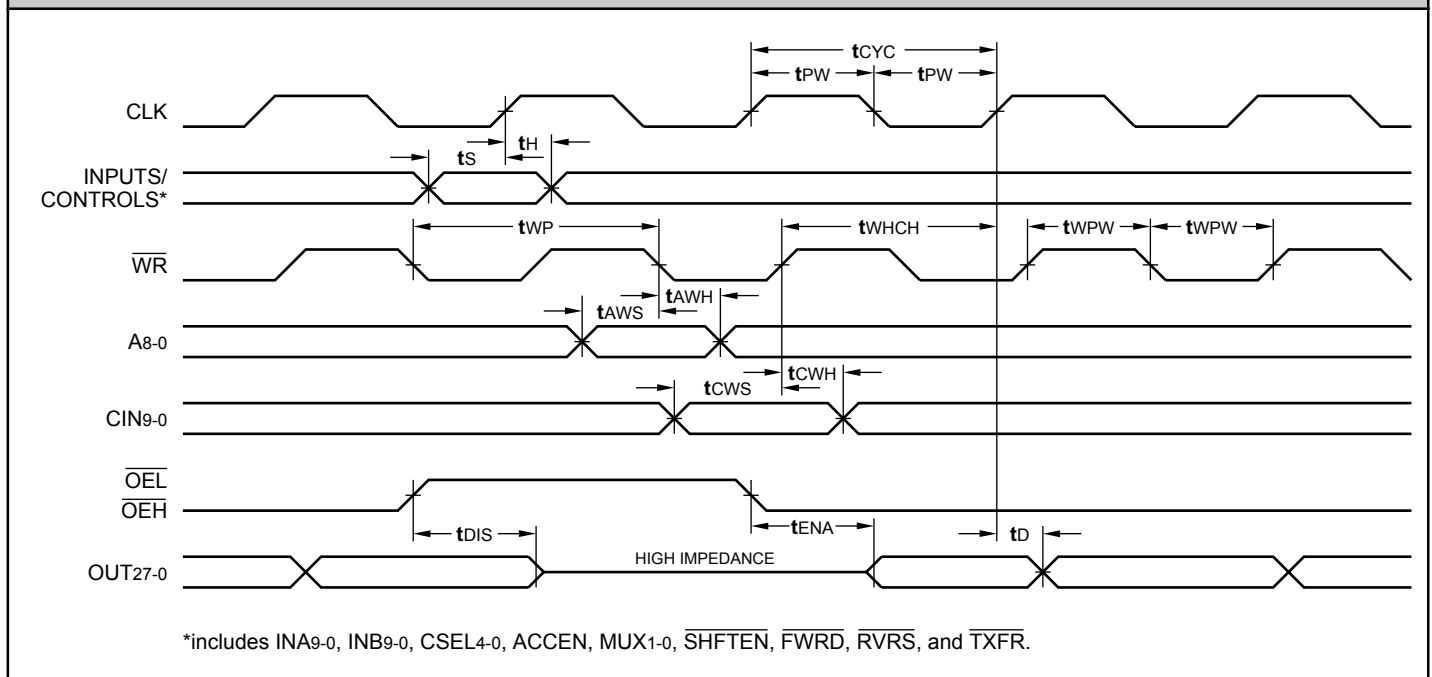 tCYC
tPW tPW
CLK
tS tH
INPUTS/
CONTROLS*
tWP tWHCH tWPW tWPW
WR
tAWS tAWH
A8-0
tCWS tCWH
CIN9-0
OEL
OEH
tDIS tENA tD
OUT27-0
HIGH IMPEDANCE
*includes INA9-0, INB9-0, CSEL4-0, ACCEN, MUX1-0, SHFTEN, FWRD, RVRS, and TXFR.